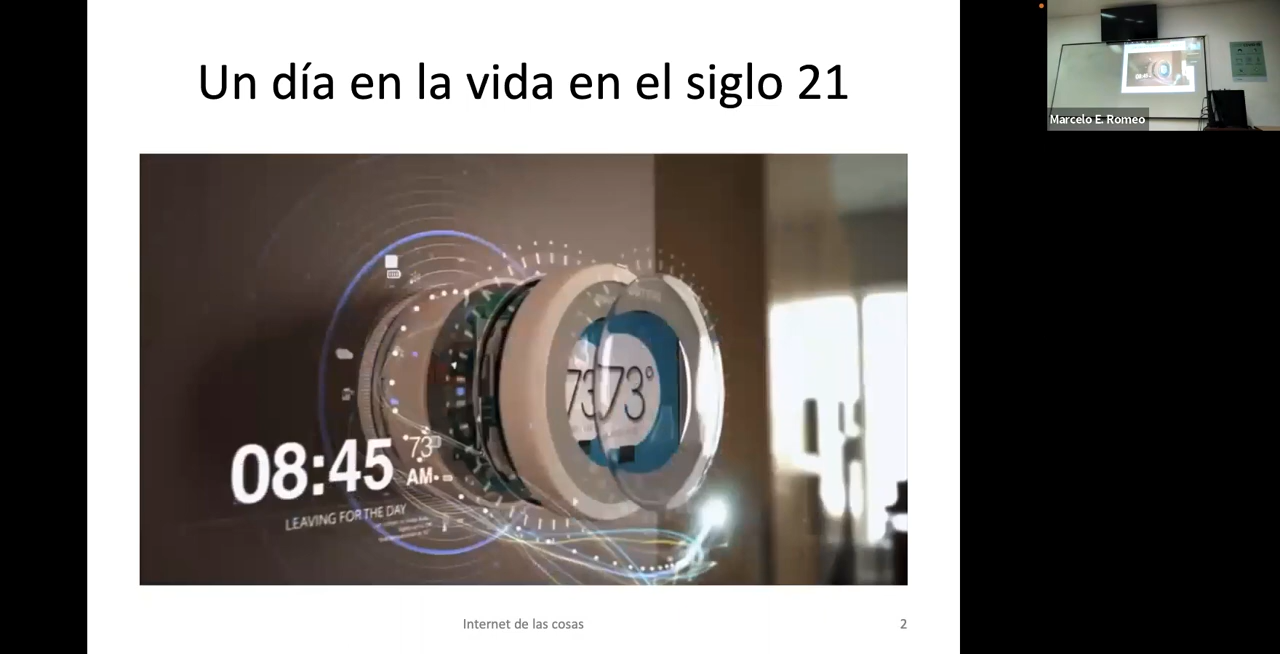 Un día en la vida en el siglo 21
Marcelo E. Romeo
73°
73
08:45
AM
LEAVING FOR THE DAY
Internet de las cosas
2